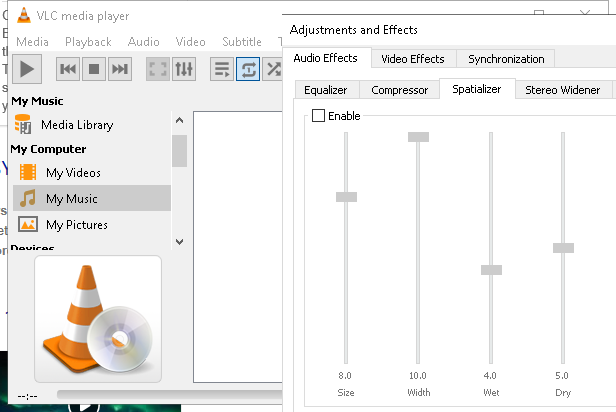 VLC media player
Media Playback Audio Video Subtitle T
My Music
Media Library
My Computer
My Videos
My Music
My Pictures
Devices
--:--
Adjustments and Effects
Audio Effects Video Effects Synchronization
Equalizer Compressor Spatializer Stereo Widener
Enable
8.0 10.0 4.0 5.0
Size Width Wet Dry